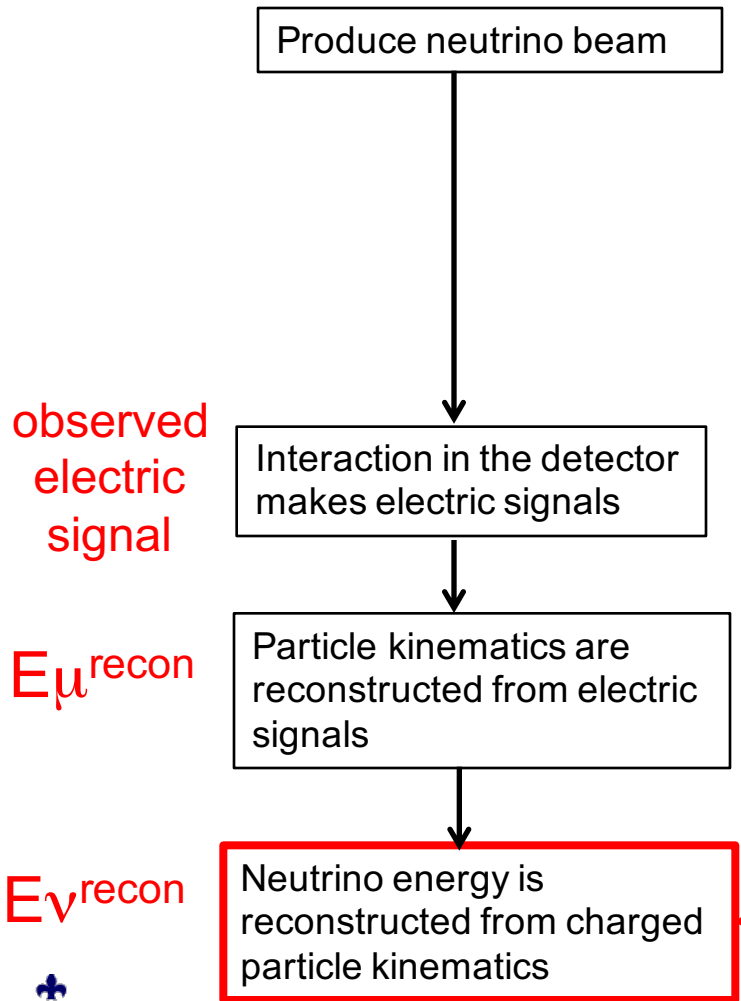 Produce neutrino beam
observed
electric
signal
Interaction in the detector
makes electric signals
Eμrecon
Particle kinematics are
reconstructed from electric
signals
Eνrecon
Neutrino energy is
reconstructed from charged
particle kinematics